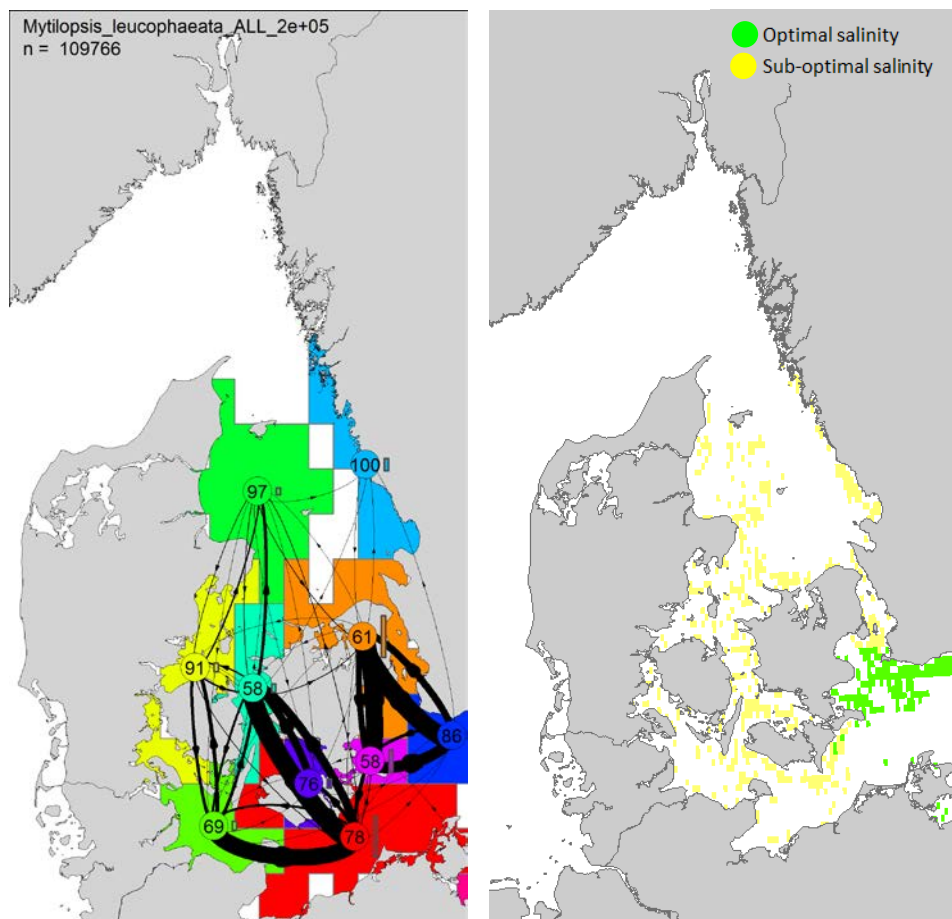 Mytilopsis_leucophaeata_ALL_2e+05
n = 109766
Optimal salinity
Sub-optimal salinity
100
97
61
91
58
86
58
76
69
78